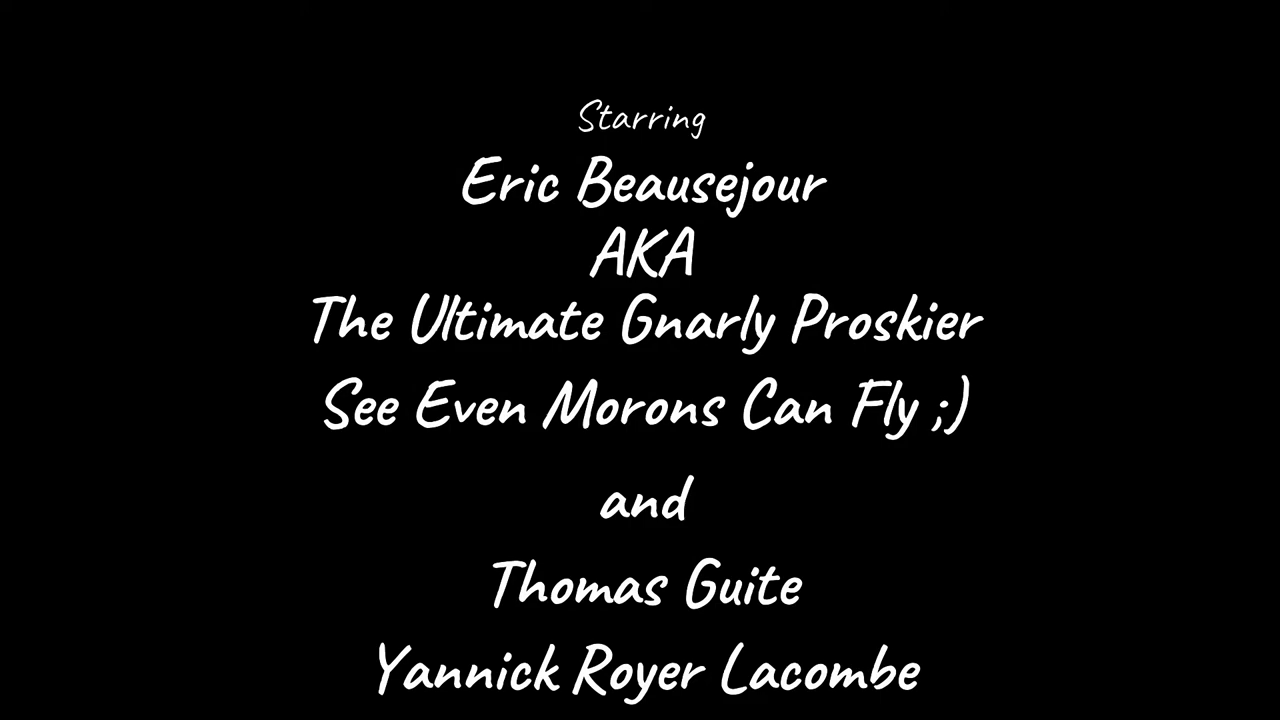 Starring
Eric Beausejour
AKA
The Ultimate Gnarly Proskier
See Even Morons Can Fly ;)
and
Thomas Guite
Yannick Royer Lacombe